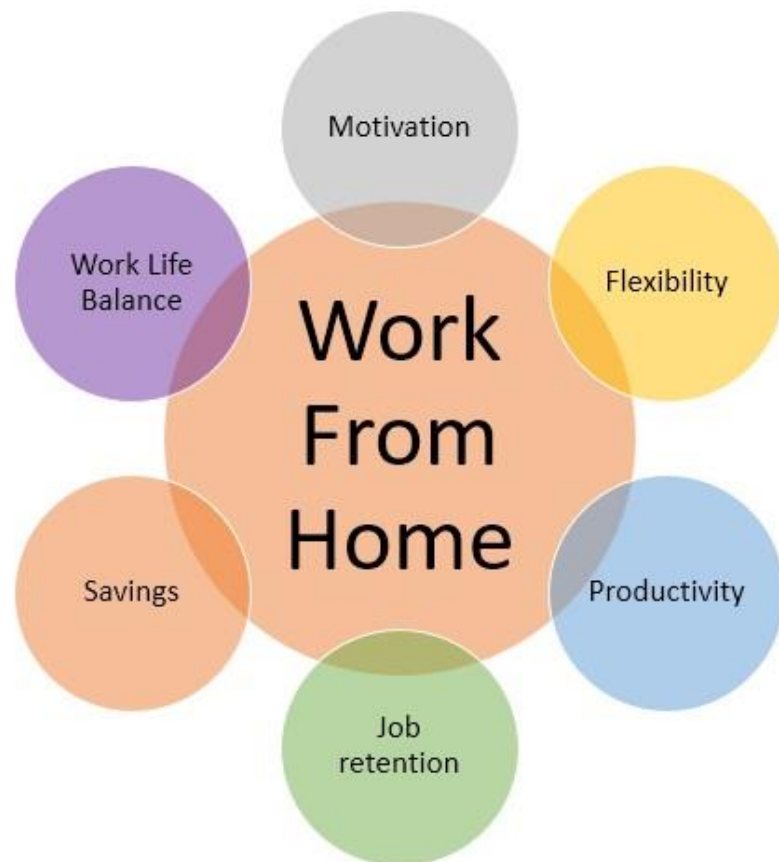 Motivation
Work Life
Balance
Flexibility
Work
From
Home
Savings
Productivity
Job
retention